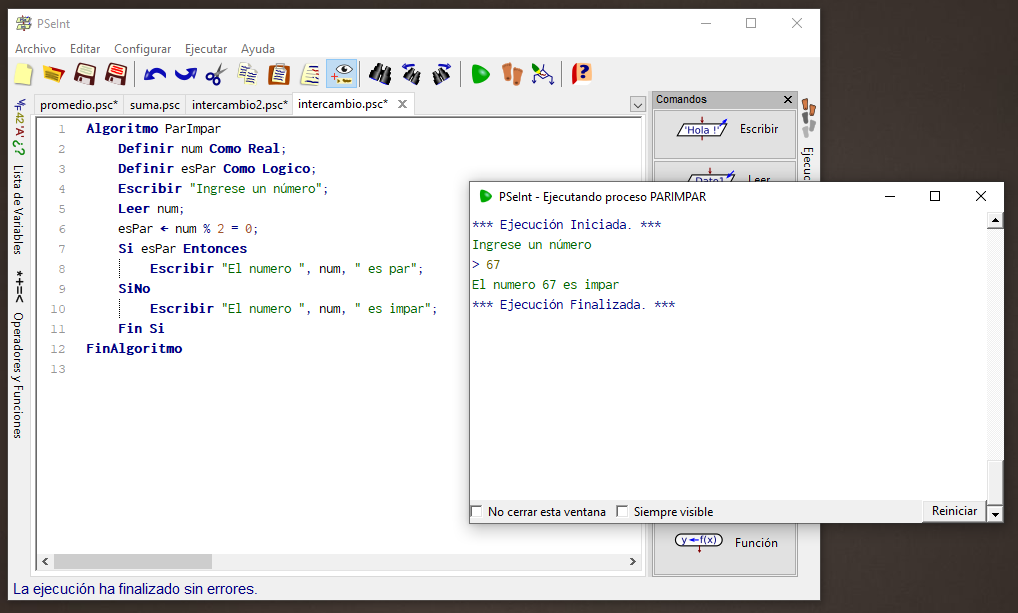 PSeInt
Archivo Editar Configurar Ejecutar Ayuda
promedio.psc* suma.psc intercambio2.psc* intercambio.psc*
Lista de Variables
Operadores y Funciones
1 Algoritmo ParImpar
2 Definir num Como Real;
3 Definir esPar Como Logico;
4 Escribir "Ingrese un número";
5 Leer num;
6 esPar ← num % 2 = 0;
7 Si esPar Entonces
8 Escribir "El numero ", num, " es par";
9 SiNo
10 Escribir "El numero ", num, " es impar";
11 Fin Si
12 FinAlgoritmo
13
Comandos
'Hola !' Escribir
Dato1 Leer
Ejecuc
PSeInt - Ejecutando proceso PARIMPAR
*** Ejecución Iniciada. ***
Ingrese un número
> 67
El numero 67 es impar
*** Ejecución Finalizada. ***
No cerrar esta ventana Siempre visible Reiniciar
y←f(x) Función
La ejecución ha finalizado sin errores.